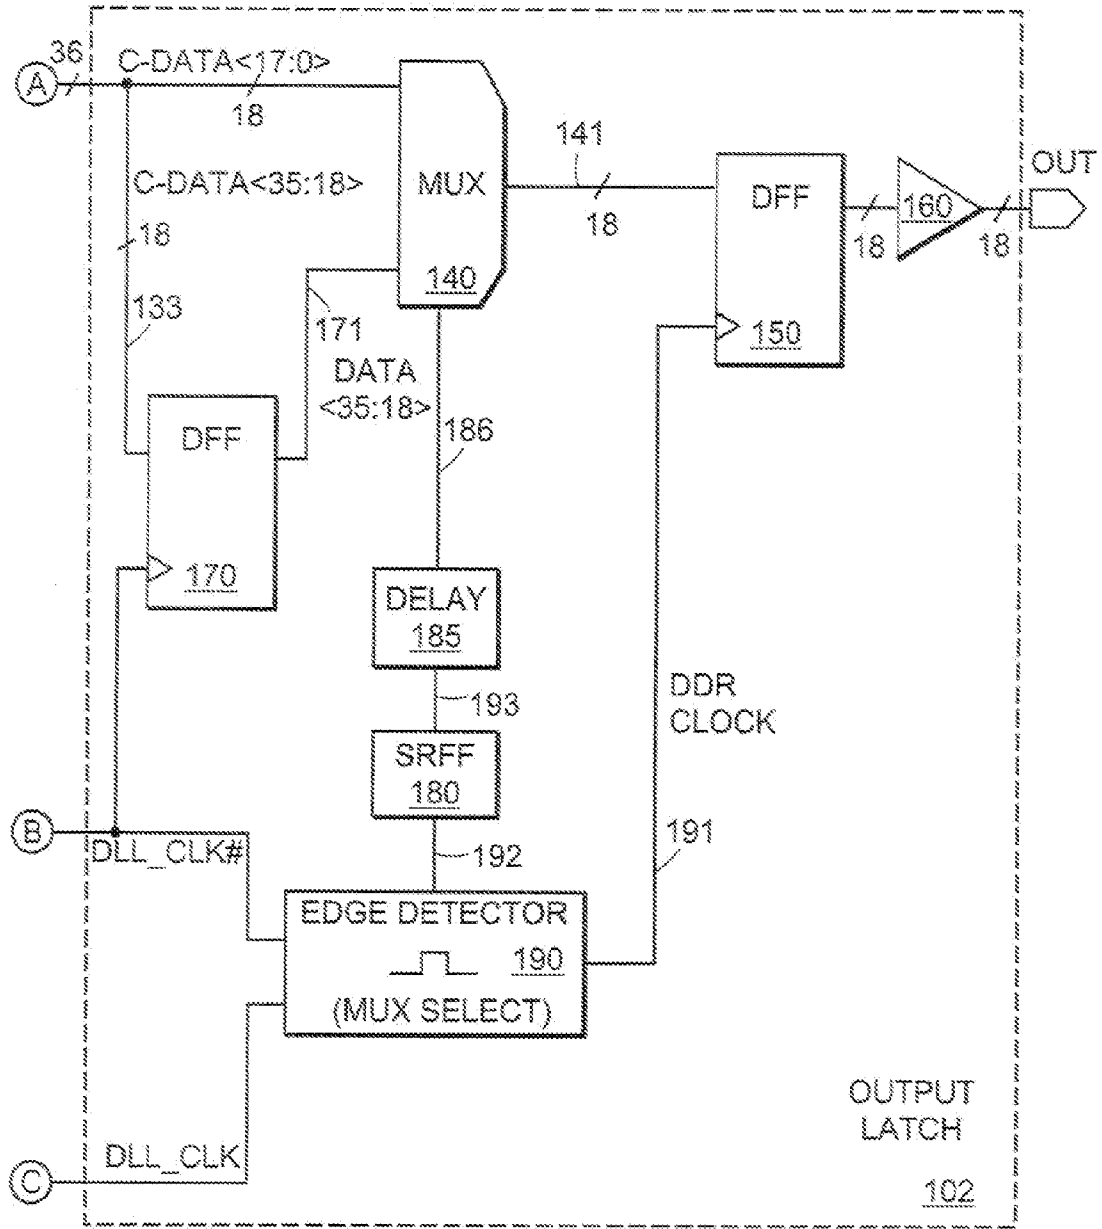 36
C-DATA<17:0>
A
18
C-DATA<35:18>
MUX
141
18
DFF
OUT
160
18
18
18
140
133
171
150
DATA
<35:18>
DFF
186
170
DELAY
185
193
DDR
CLOCK
SRFF
180
B
DLL_CLK#
192
191
EDGE DETECTOR
190
(MUX SELECT)
OUTPUT
LATCH
DLL_CLK
C
102